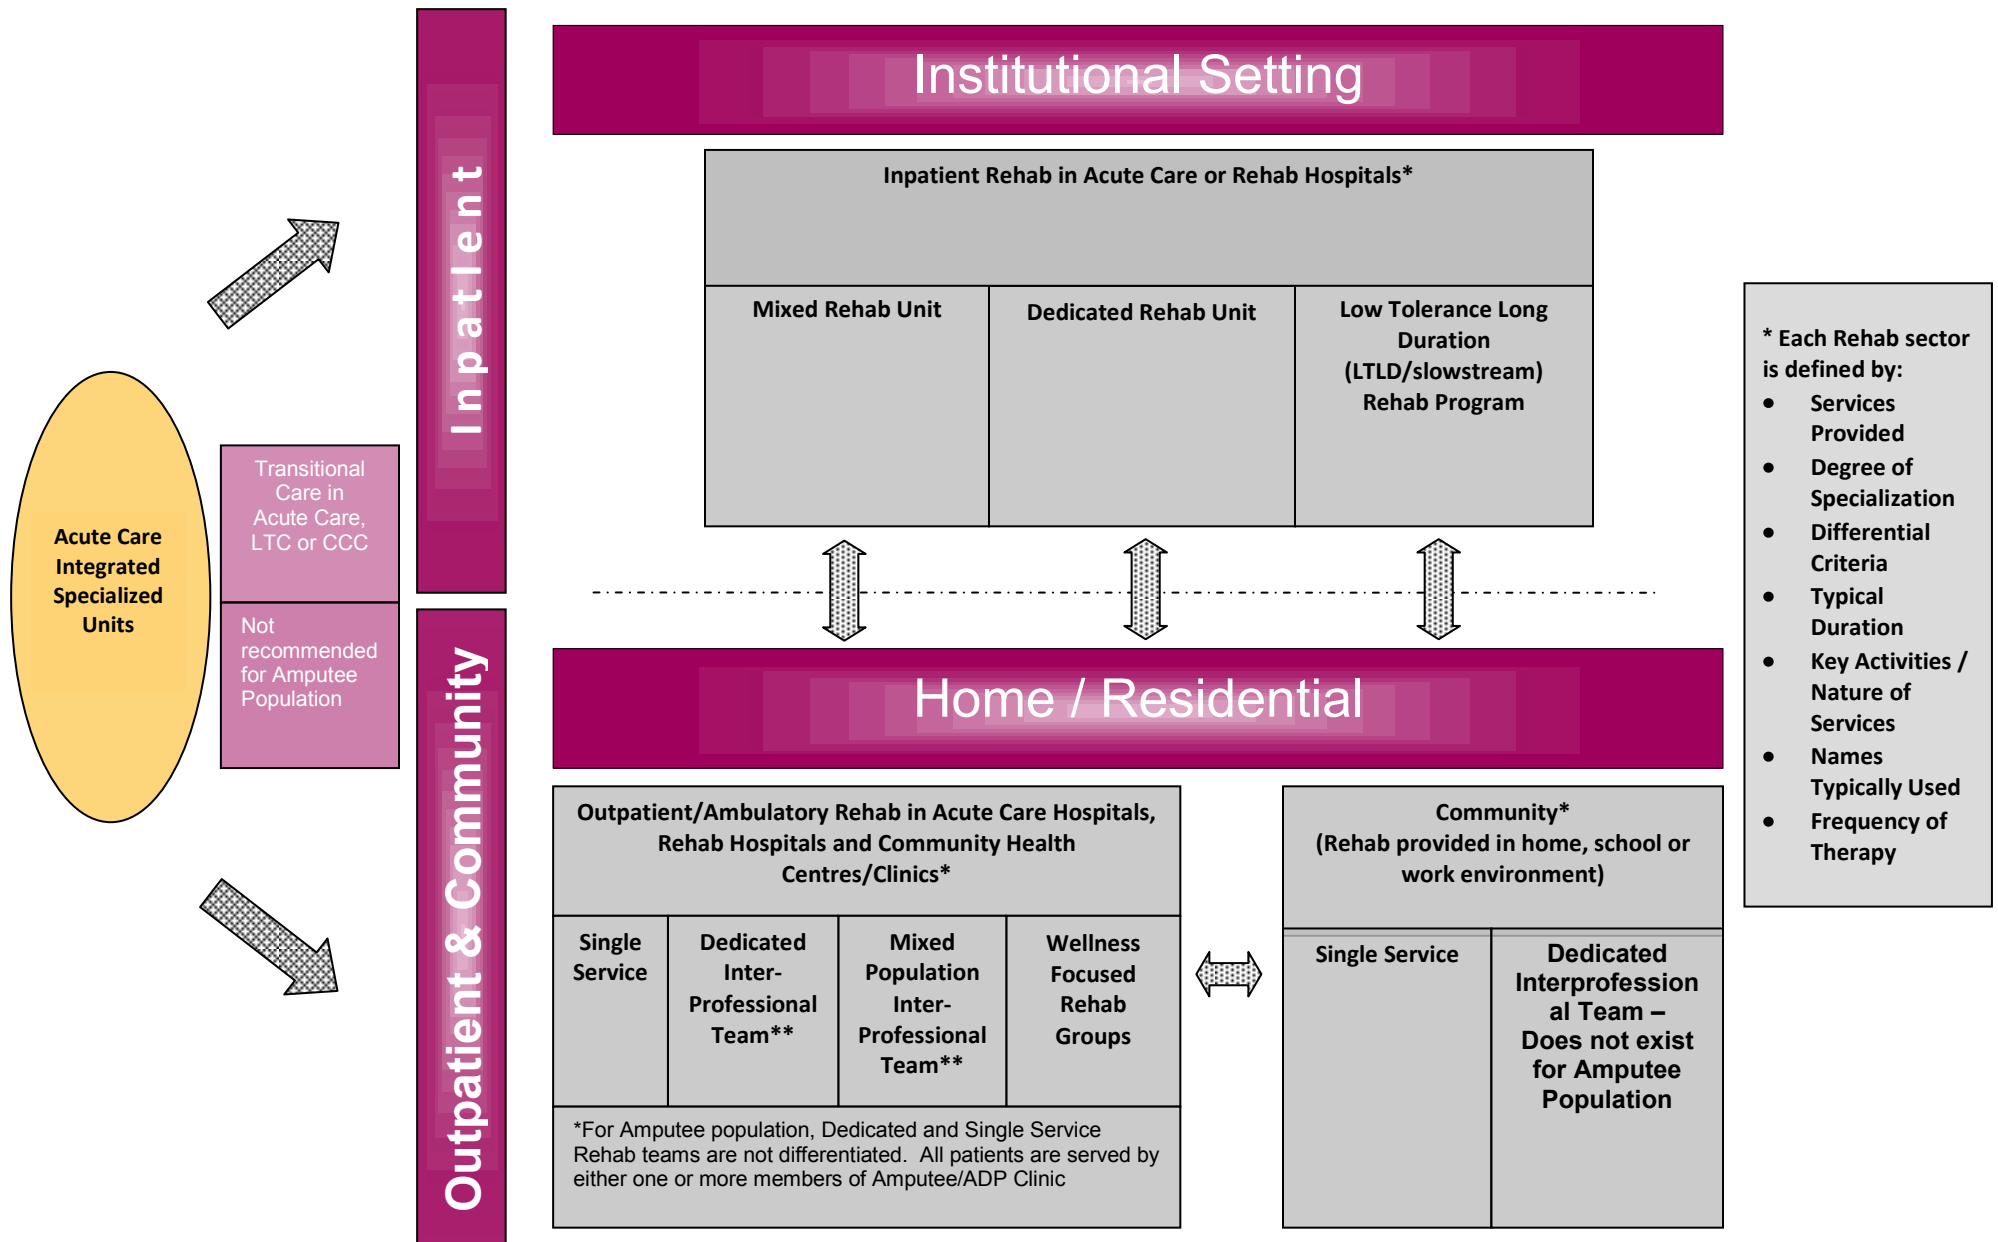 Institutional Setting
InpatIent
Inpatient Rehab in Acute Care or Rehab Hospitals*
Mixed Rehab Unit
Dedicated Rehab Unit
Low Tolerance Long
Duration
(LTLD/slowstream)
Rehab Program
Acute Care
Integrated
Specialized
Units
Transitional
Care in
Acute Care,
LTC or CCC
Not
recommended
for Amputee
Population
Outpatient & Community
Home / Residential
Outpatient/Ambulatory Rehab in Acute Care Hospitals,
Rehab Hospitals and Community Health
Centres/Clinics*
Single
Service
Dedicated
Inter-
Professional
Team**
Mixed
Population
Inter-
Professional
Team**
Wellness
Focused
Rehab
Groups
*For Amputee population, Dedicated and Single Service
Rehab teams are not differentiated.  All patients are served by
either one or more members of Amputee/ADP Clinic
Community*
(Rehab provided in home, school or
work environment)
Single Service
Dedicated
Interprofession
al Team –
Does not exist
for Amputee
Population
* Each Rehab sector
is defined by:
• Services
Provided
• Degree of
Specialization
• Differential
Criteria
• Typical
Duration
• Key Activities /
Nature of
Services
• Names
Typically Used
• Frequency of
Therapy